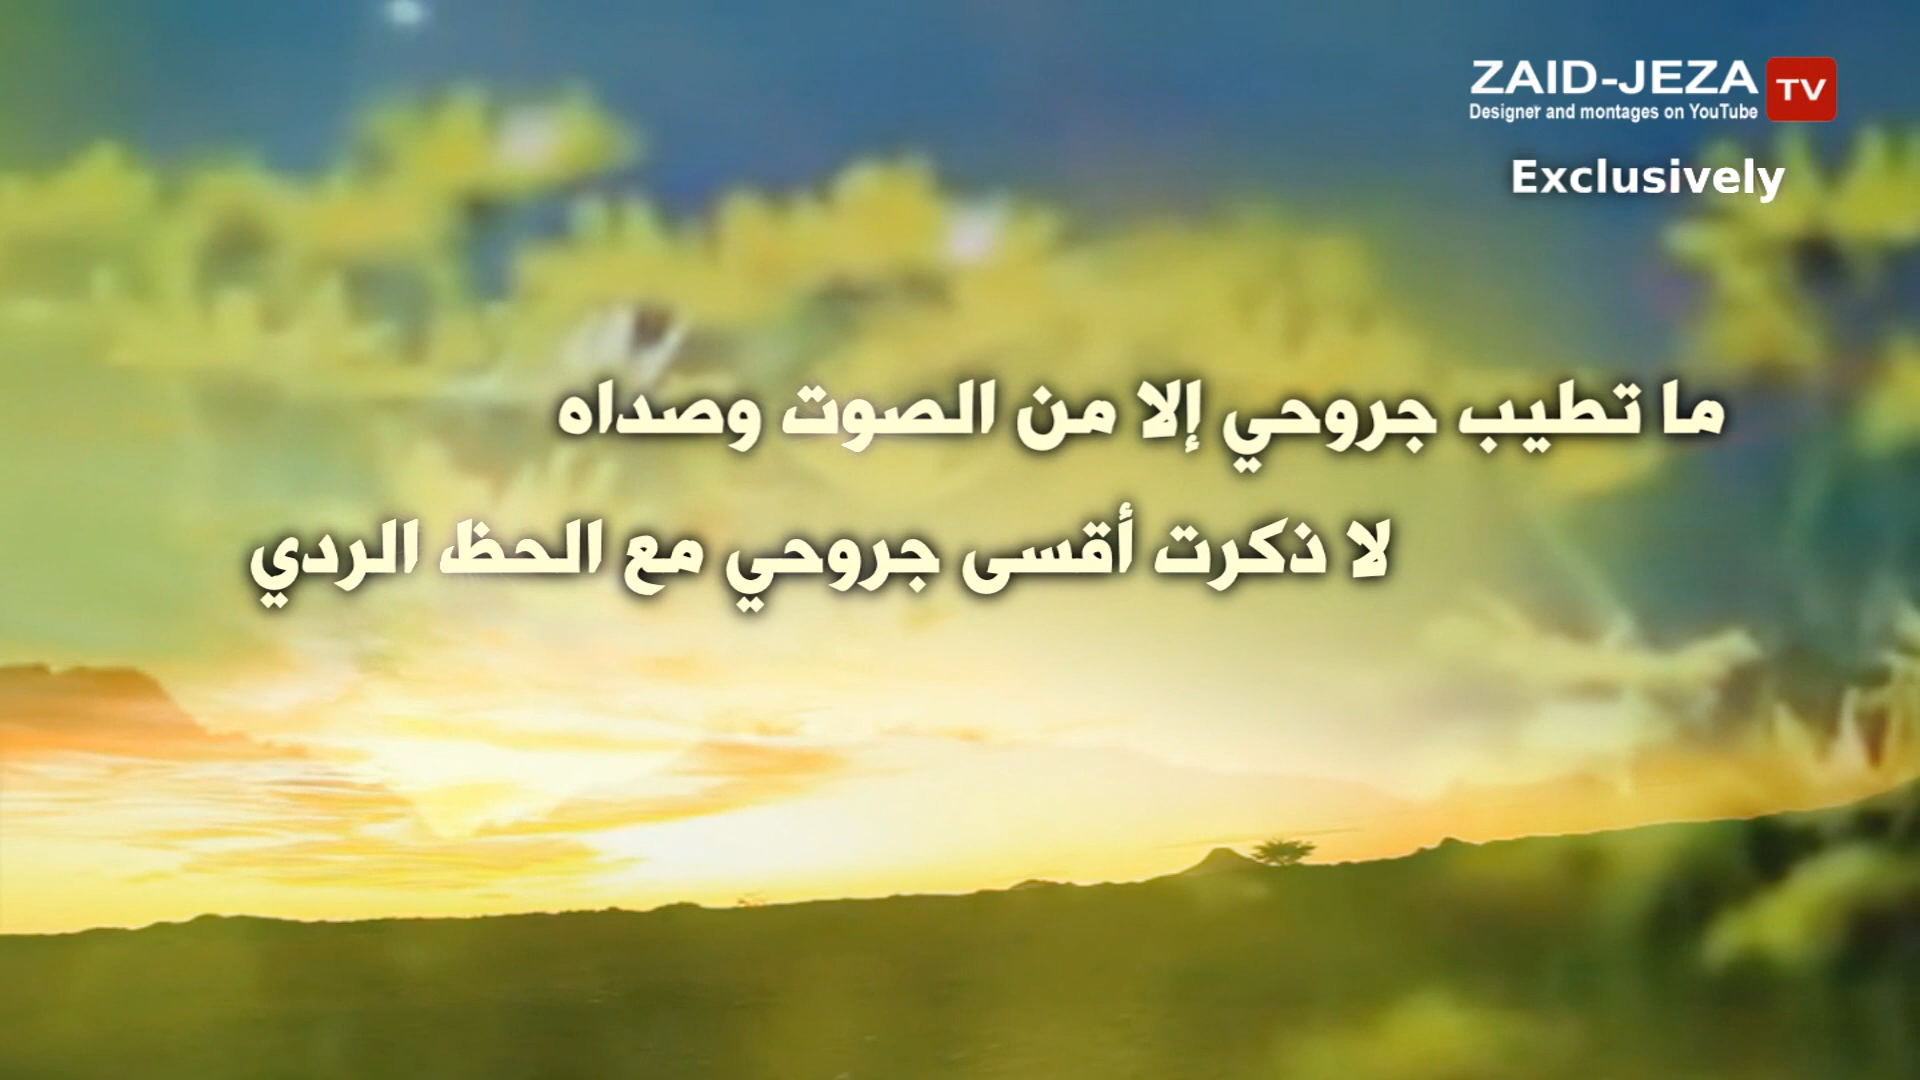 ZAID-JEZA TV
Designer and montages on YouTube
Exclusively
ما تطيب جروحي إلا من الصوت وصداه
لا ذكرت أقسى جروحي مع الحظ الردي